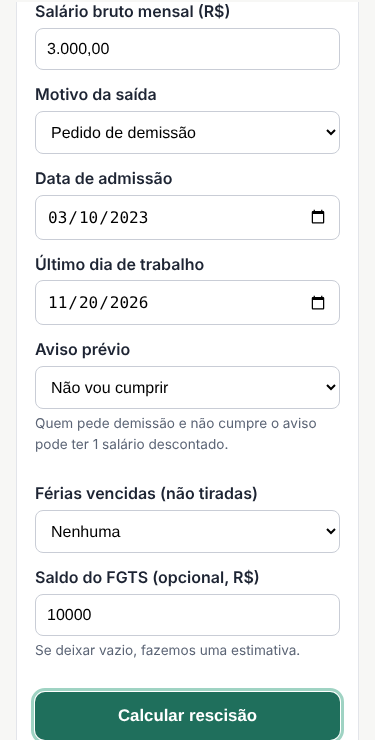 Salário bruto mensal (R$)
3.000,00
Motivo da saída
Pedido de demissão
Data de admissão
03/10/2023
Último dia de trabalho
11/20/2026
Aviso prévio
Não vou cumprir
Quem pede demissão e não cumpre o aviso
pode ter 1 salário descontado.
Férias vencidas (não tiradas)
Nenhuma
Saldo do FGTS (opcional, R$)
10000
Se deixar vazio, fazemos uma estimativa.
Calcular rescisão